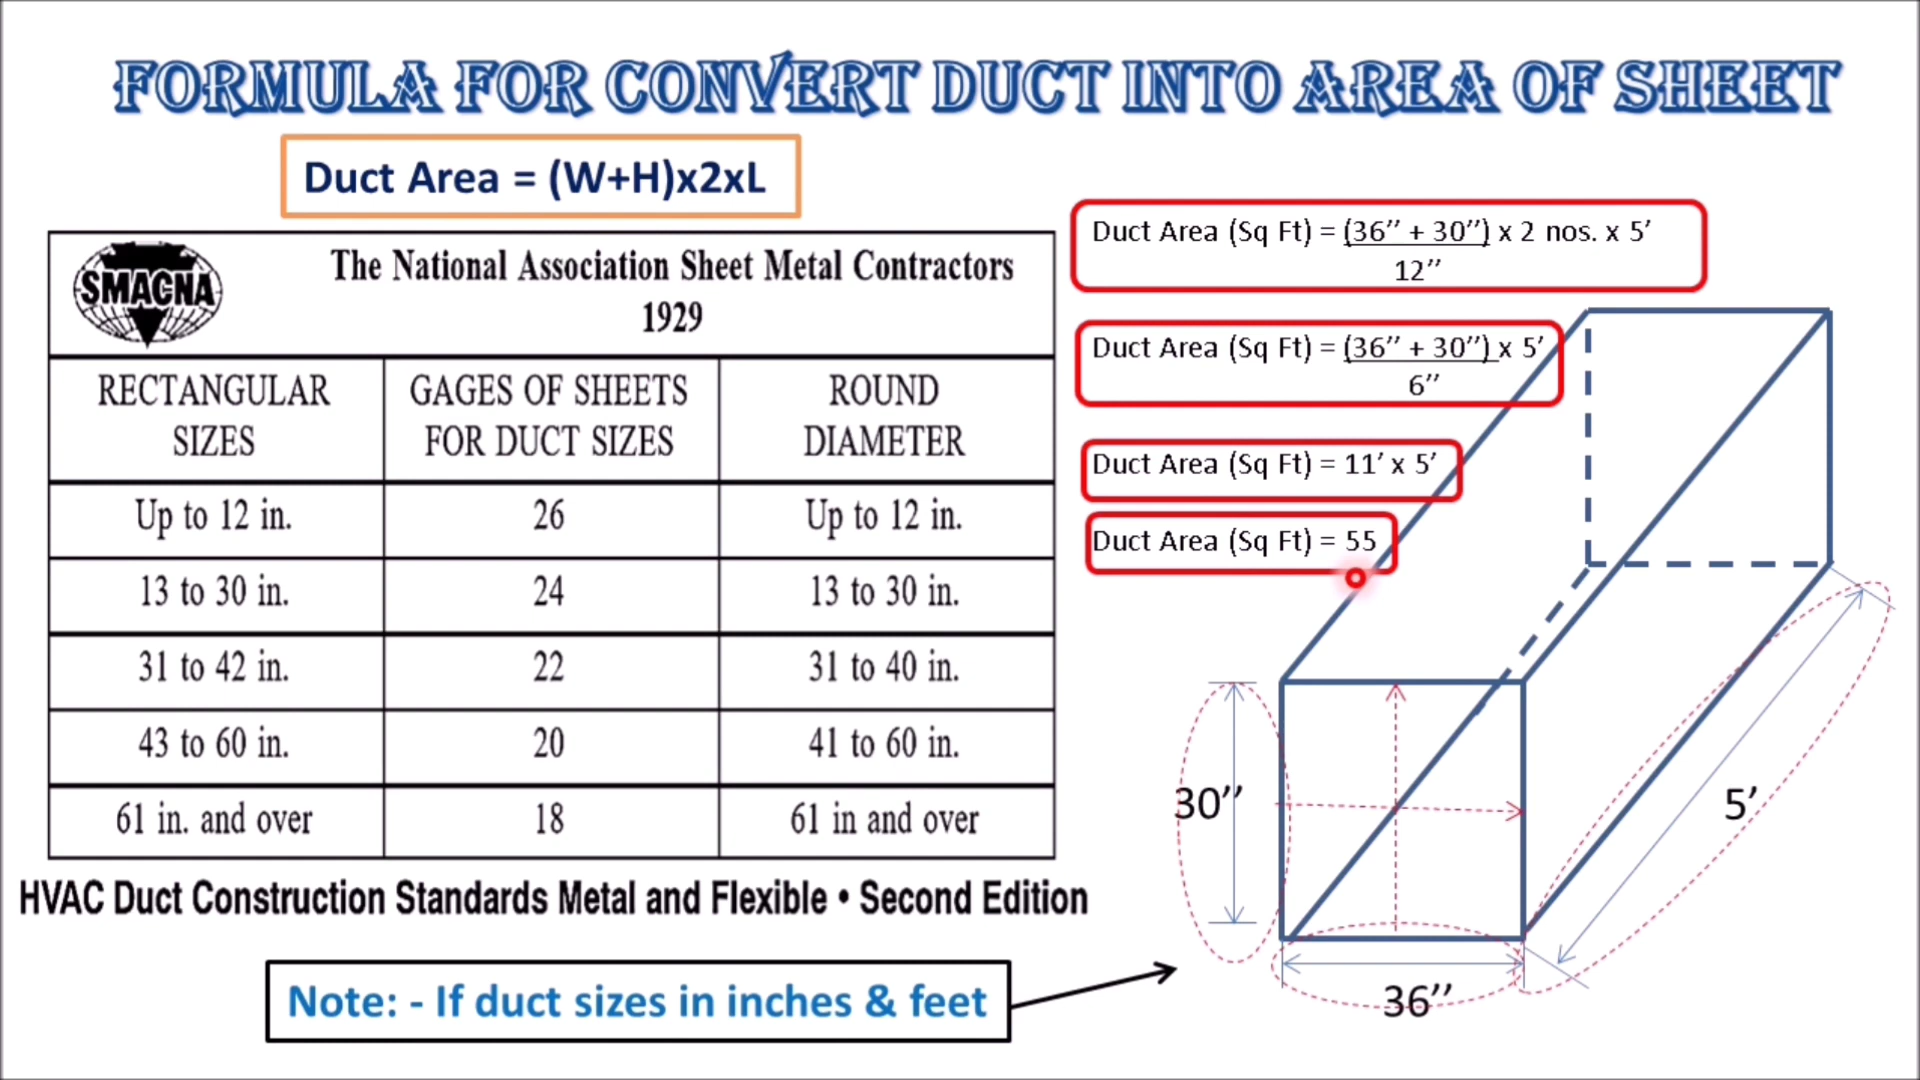 FORMULA FOR CONVERT DUCT INTO AREA OF SHEET
Duct Area = (W+H)x2xL
SMACNA
The National Association Sheet Metal Contractors
1929
RECTANGULAR SIZES | GAGES OF SHEETS FOR DUCT SIZES | ROUND DIAMETER
Up to 12 in. | 26 | Up to 12 in.
13 to 30 in. | 24 | 13 to 30 in.
31 to 42 in. | 22 | 31 to 40 in.
43 to 60 in. | 20 | 41 to 60 in.
61 in. and over | 18 | 61 in and over
HVAC Duct Construction Standards Metal and Flexible • Second Edition
Note: - If duct sizes in inches & feet
Duct Area (Sq Ft) = (36’’ + 30’’) x 2 nos. x 5’
12’’
Duct Area (Sq Ft) = (36’’ + 30’’) x 5’
6’’
Duct Area (Sq Ft) = 11’ x 5’
Duct Area (Sq Ft) = 55
30’’
5’
36’’